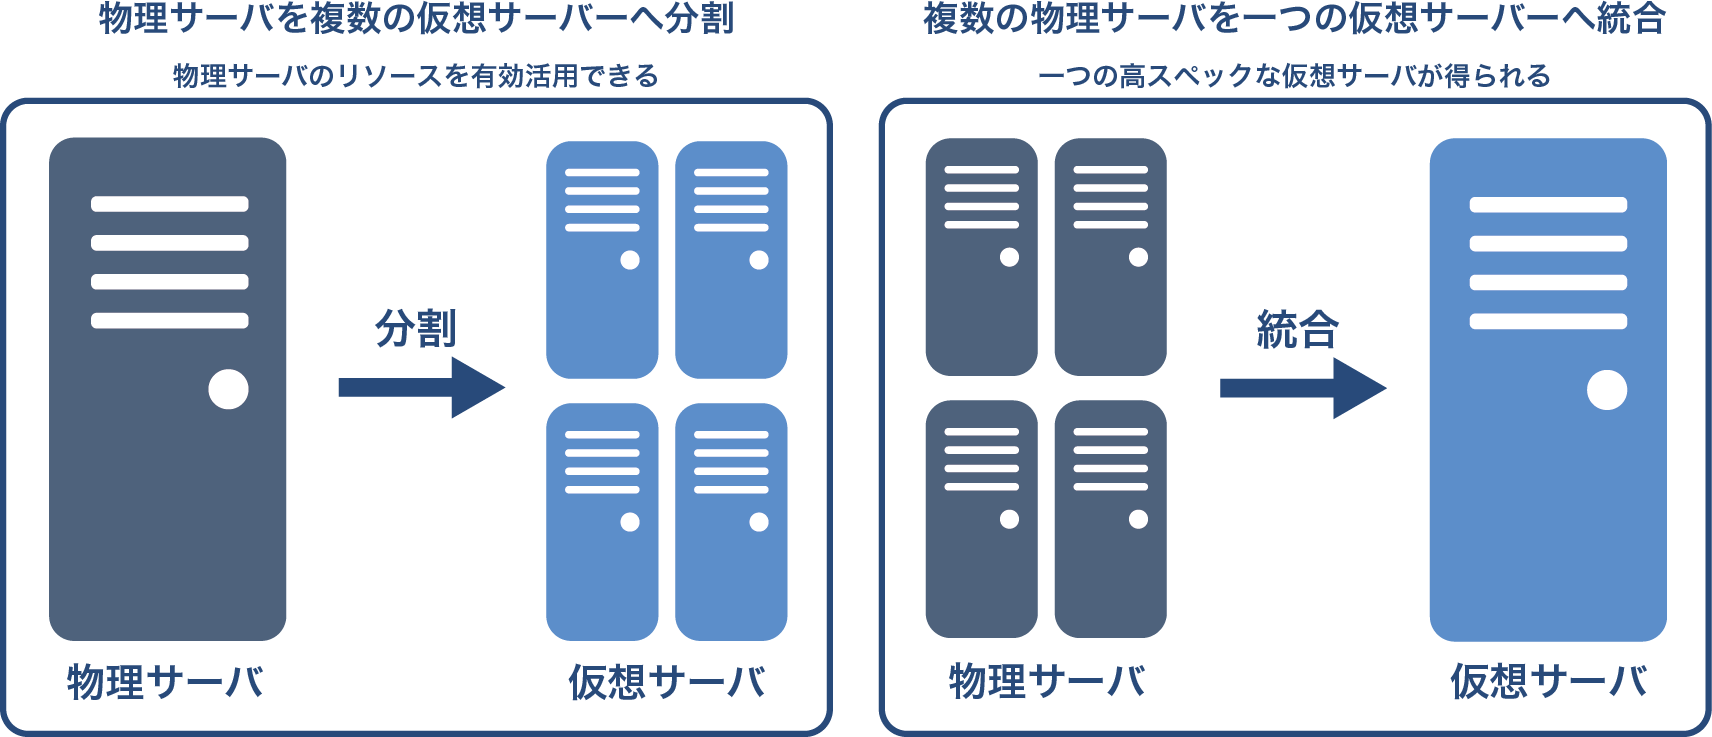 物理サーバを複数の仮想サーバーへ分割
物理サーバのリソースを有効活用できる
分割
物理サーバ
仮想サーバ
複数の物理サーバを一つの仮想サーバーへ統合
一つの高スペックな仮想サーバが得られる
統合
物理サーバ
仮想サーバ